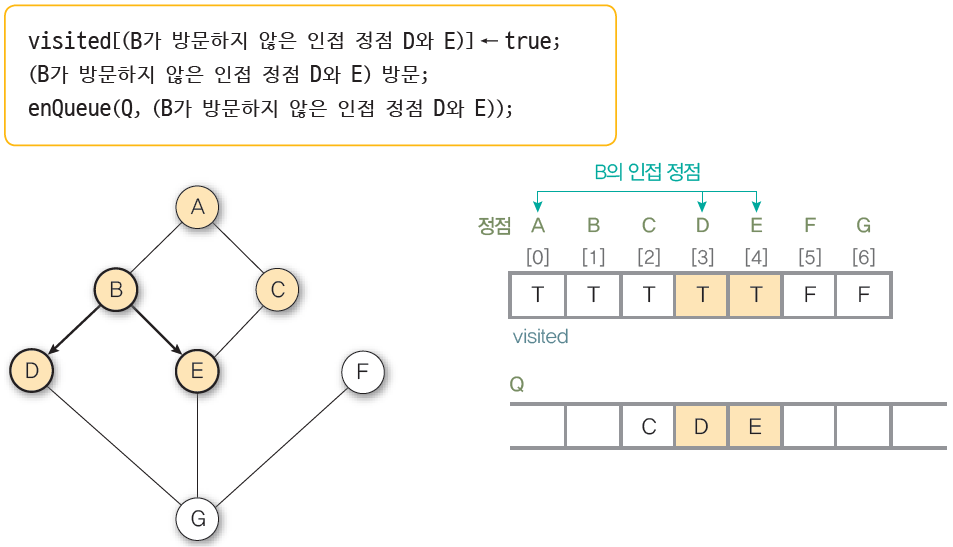 visited[(B가 방문하지 않은 인접 정점 D와 E)] ← true;
(B가 방문하지 않은 인접 정점 D와 E) 방문;
enQueue(Q, (B가 방문하지 않은 인접 정점 D와 E));
A
B
C
D
E
F
G
B의 인접 정점
정점 A B C D E F G
[0] [1] [2] [3] [4] [5] [6]
T T T T T F F
visited
Q
C D E